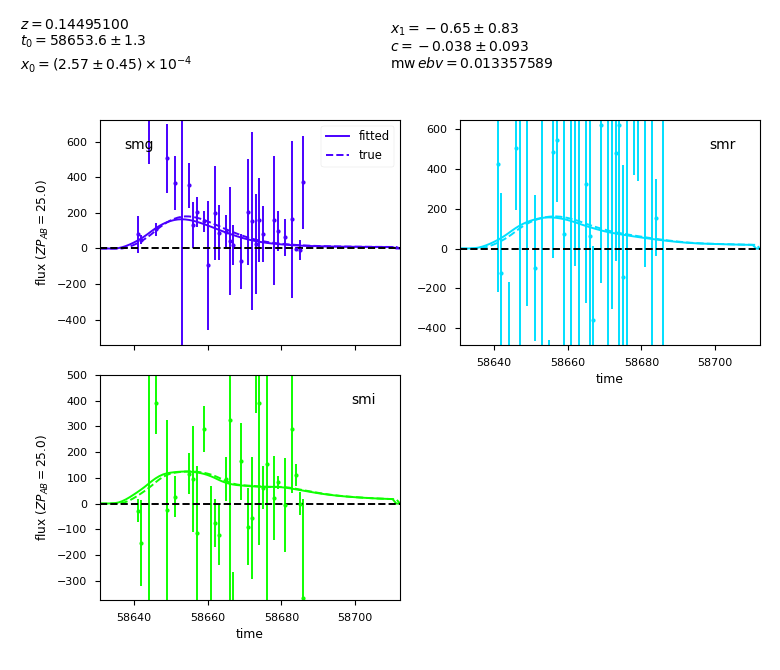 z = 0.14495100
t₀ = 58653.6 ± 1.3
x₀ = (2.57 ± 0.45) × 10⁻⁴
x₁ = −0.65 ± 0.83
c = −0.038 ± 0.093
mw ebv = 0.013357589
smg
fitted
true
600
400
200
0
−200
−400
flux (ZP_AB = 25.0)
smr
600
400
200
0
−200
−400
58640 58660 58680 58700
time
smi
500
400
300
200
100
0
−100
−200
−300
flux (ZP_AB = 25.0)
58640 58660 58680 58700
time